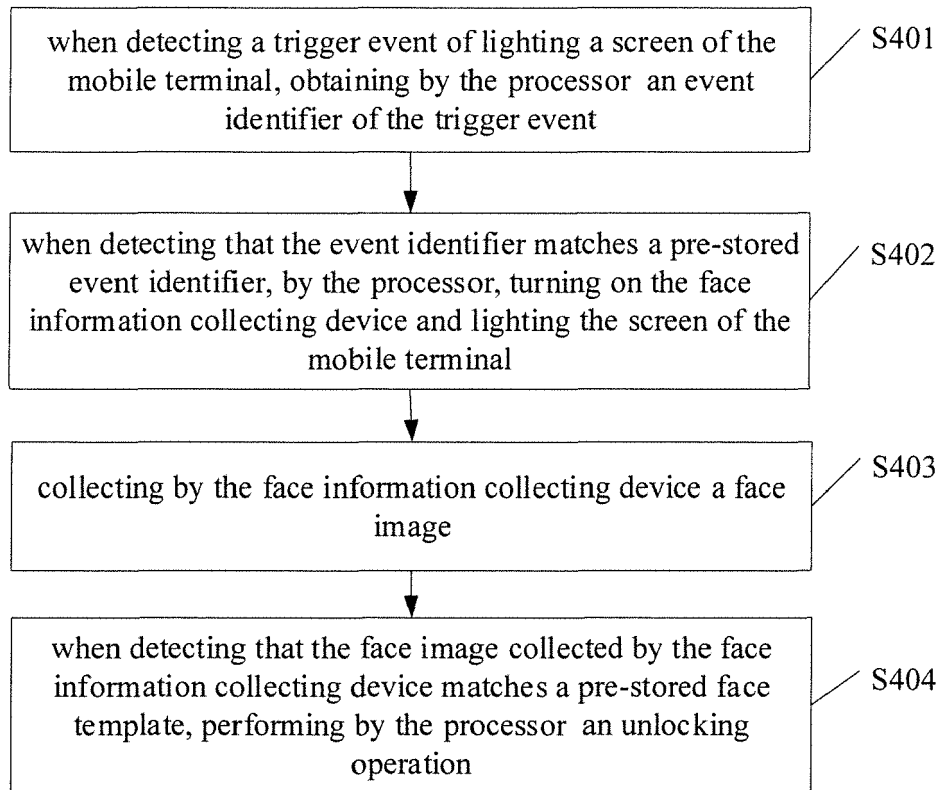 when detecting a trigger event of lighting a screen of the
mobile terminal, obtaining by the processor an event
identifier of the trigger event
S401
when detecting that the event identifier matches a pre-stored
event identifier, by the processor, turning on the face
information collecting device and lighting the screen of the
mobile terminal
S402
collecting by the face information collecting device a face
image
S403
when detecting that the face image collected by the face
information collecting device matches a pre-stored face
template, performing by the processor an unlocking
operation
S404